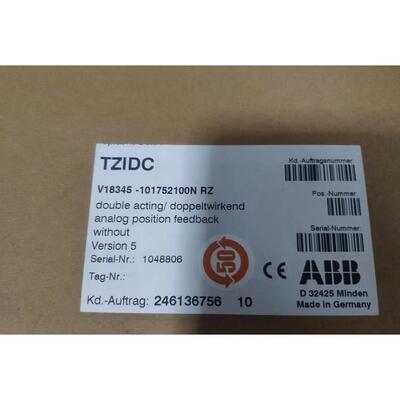 TZIDC
V18345 -101752100N RZ
double acting/ doppeltwirkend
analog position feedback
without
Version 5
Serial-Nr.: 1048806
Tag-Nr.:
Kd.-Auftrag: 246136756 10
50
CE
Kd.-Auftragsnummer:
Pos.-Nummer:
Serial-Nummer:
ABB
D 32425 Minden
Made in Germany